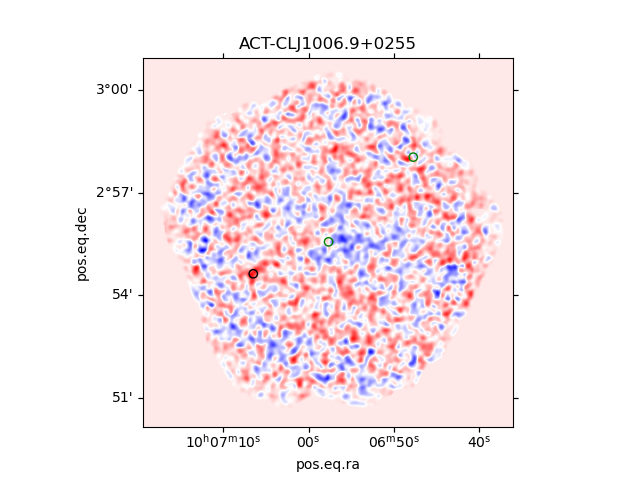 ACT-CLJ1006.9+0255
3°00'
2°57'
54'
51'
10ʰ07ᵐ10ˢ 00ˢ 06ᵐ50ˢ 40ˢ
pos.eq.ra
pos.eq.dec